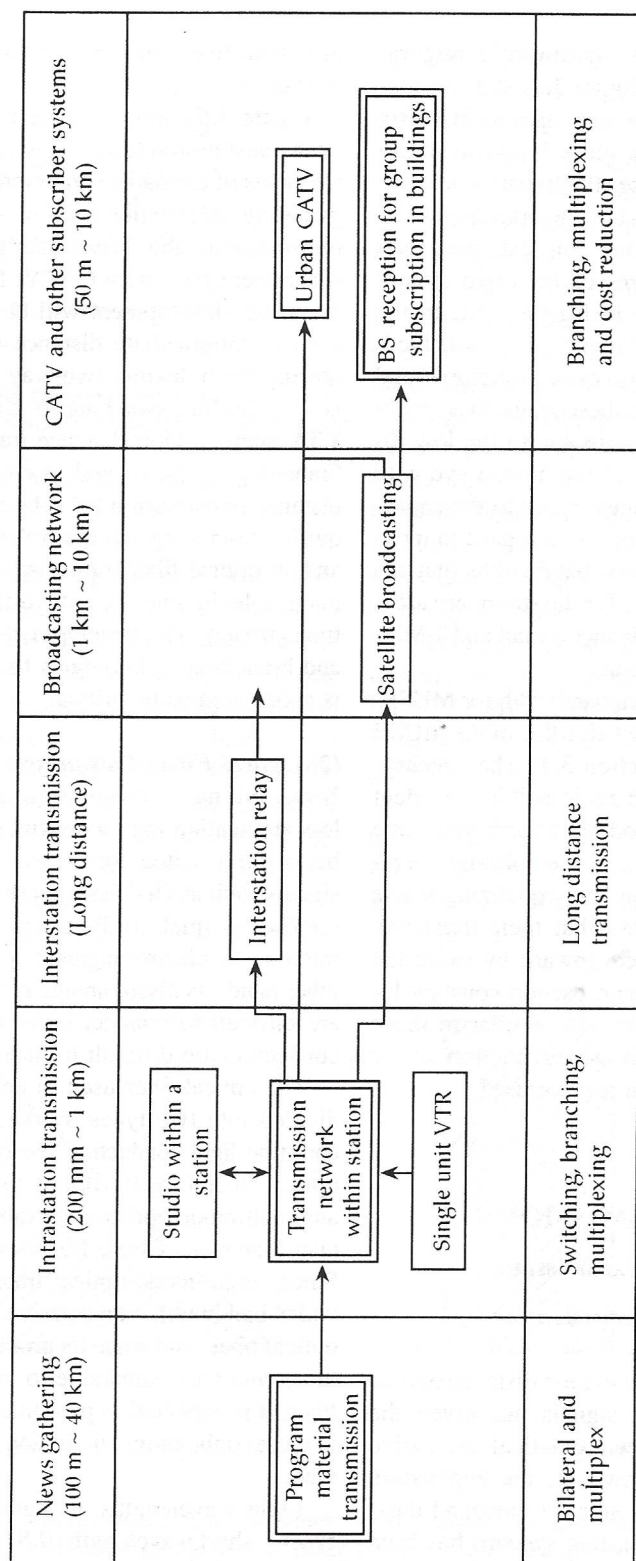 News gathering
(100 m ~ 40 km)
Intrastation transmission
(200 mm ~ 1 km)
Interstation transmission
(Long distance)
Broadcasting network
(1 km ~ 10 km)
CATV and other subscriber systems
(50 m ~ 10 km)
Program material
transmission
Studio within a
station
Transmission
network
within station
Single unit VTR
Interstation relay
Satellite broadcasting
Urban CATV
BS reception for group
subscription in buildings
Bilateral and
multiplex
Switching, branching,
multiplexing
Long distance
transmission
Branching, multiplexing
and cost reduction